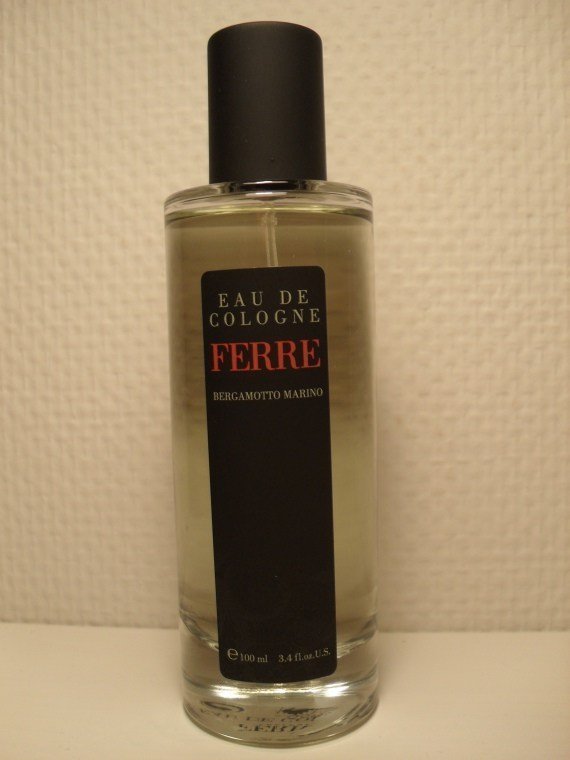 EAU DE
COLOGNE
FERRE
BERGAMOTTO MARINO
℮100 ml 3.4 fl.oz.U.S.